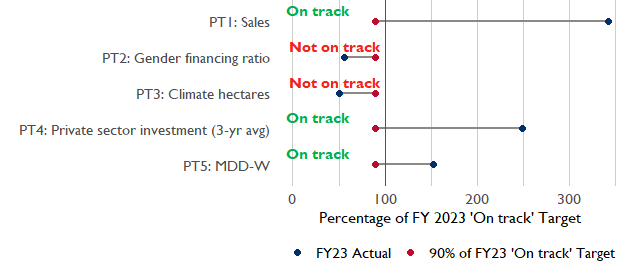 On track
PT1: Sales
Not on track
PT2: Gender financing ratio
Not on track
PT3: Climate hectares
On track
PT4: Private sector investment (3-yr avg)
On track
PT5: MDD-W
0 100 200 300
Percentage of FY 2023 'On track' Target
FY23 Actual 90% of FY23 'On track' Target